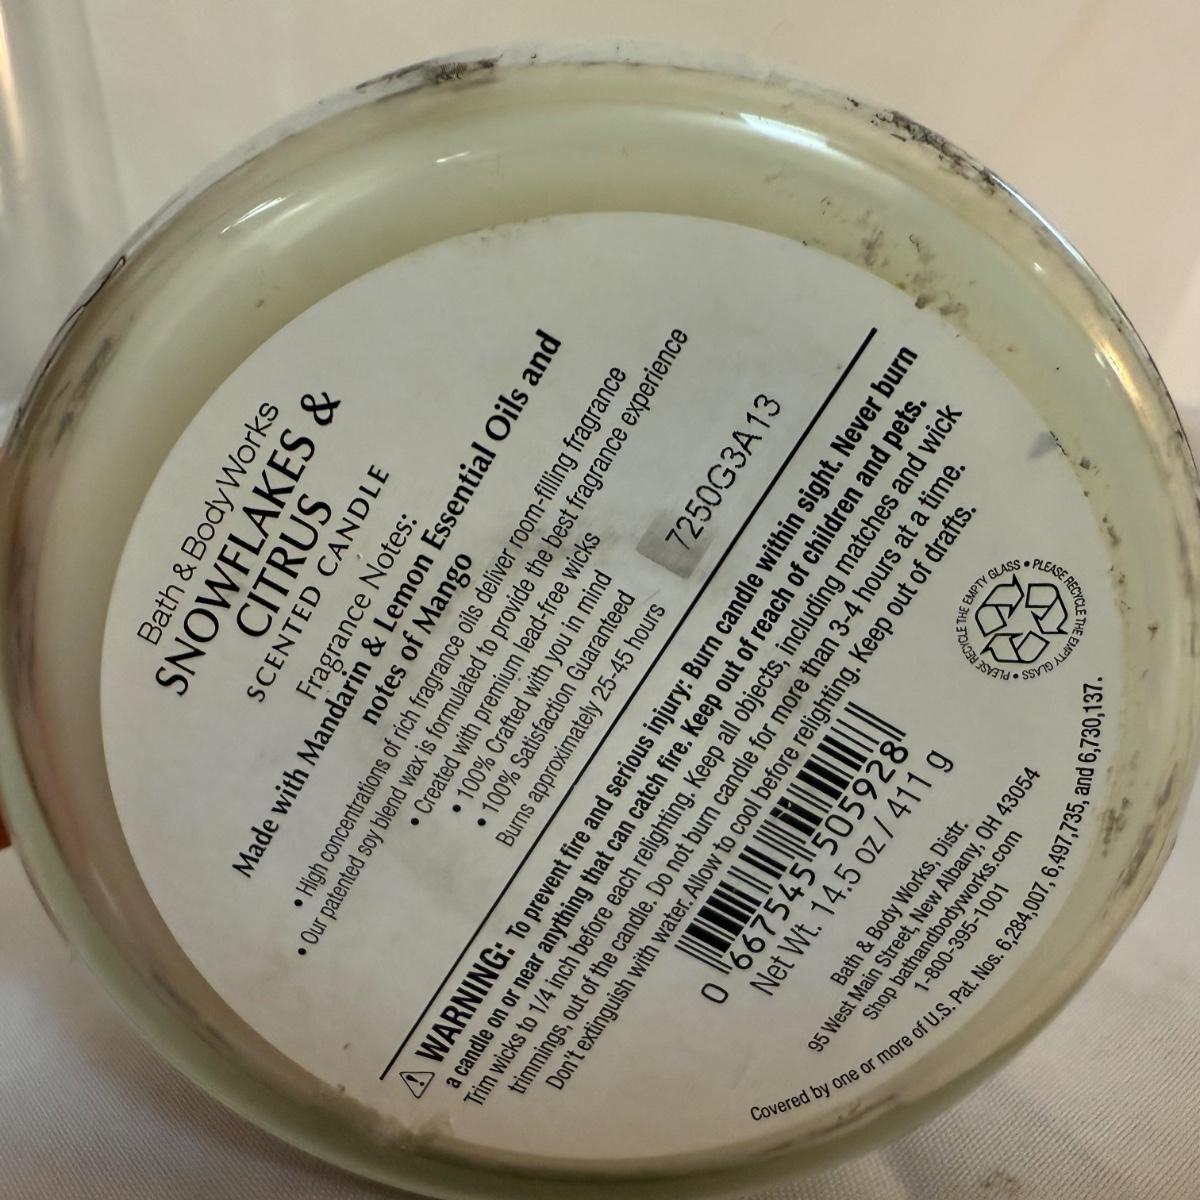 Bath & Body Works
SNOWFLAKES &
CITRUS
SCENTED CANDLE
Fragrance Notes:
Made with Mandarin & Lemon Essential Oils and
notes of Mango
• High concentrations of rich fragrance oils deliver room-filling fragrance
• Our patented soy blend wax is formulated to provide the best fragrance experience
• Created with premium lead-free wicks
• 100% Crafted with you in mind
• 100% Satisfaction Guaranteed
Burns approximately 25-45 hours
7250G3A13
⚠ WARNING: To prevent fire and serious injury: Burn candle within sight. Never burn
a candle on or near anything that can catch fire. Keep out of reach of children and pets.
Trim wicks to 1/4 inch before each relighting. Keep all objects, including matches and wick
trimmings, out of the candle. Do not burn candle for more than 3-4 hours at a time.
Don't extinguish with water. Allow to cool before relighting. Keep out of drafts.
0 667545 505928
Net Wt. 14.5 oz / 411 g
PLEASE RECYCLE THE EMPTY GLASS • PLEASE RECYCLE THE EMPTY GLASS •
Bath & Body Works, Distr.
95 West Main Street, New Albany, OH 43054
Shop bathandbodyworks.com
1-800-395-1001
Covered by one or more of U.S. Pat. Nos. 6,284,007, 6,497,735, and 6,730,137.